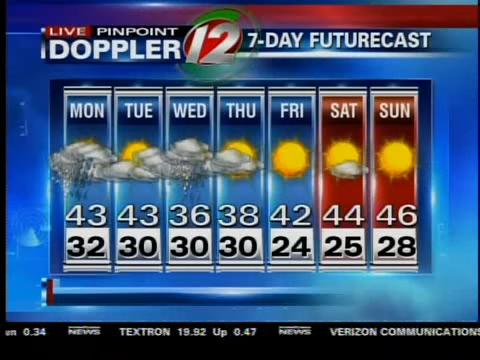 LIVE PINPOINT
DOPPLER 12 7-DAY FUTURECAST
MON TUE WED THU FRI SAT SUN
43 43 36 38 42 44 46
32 30 30 30 24 25 28
0.34 NEWS TEXTRON 19.92 Up 0.47 NEWS VERIZON COMMUNICATIONS